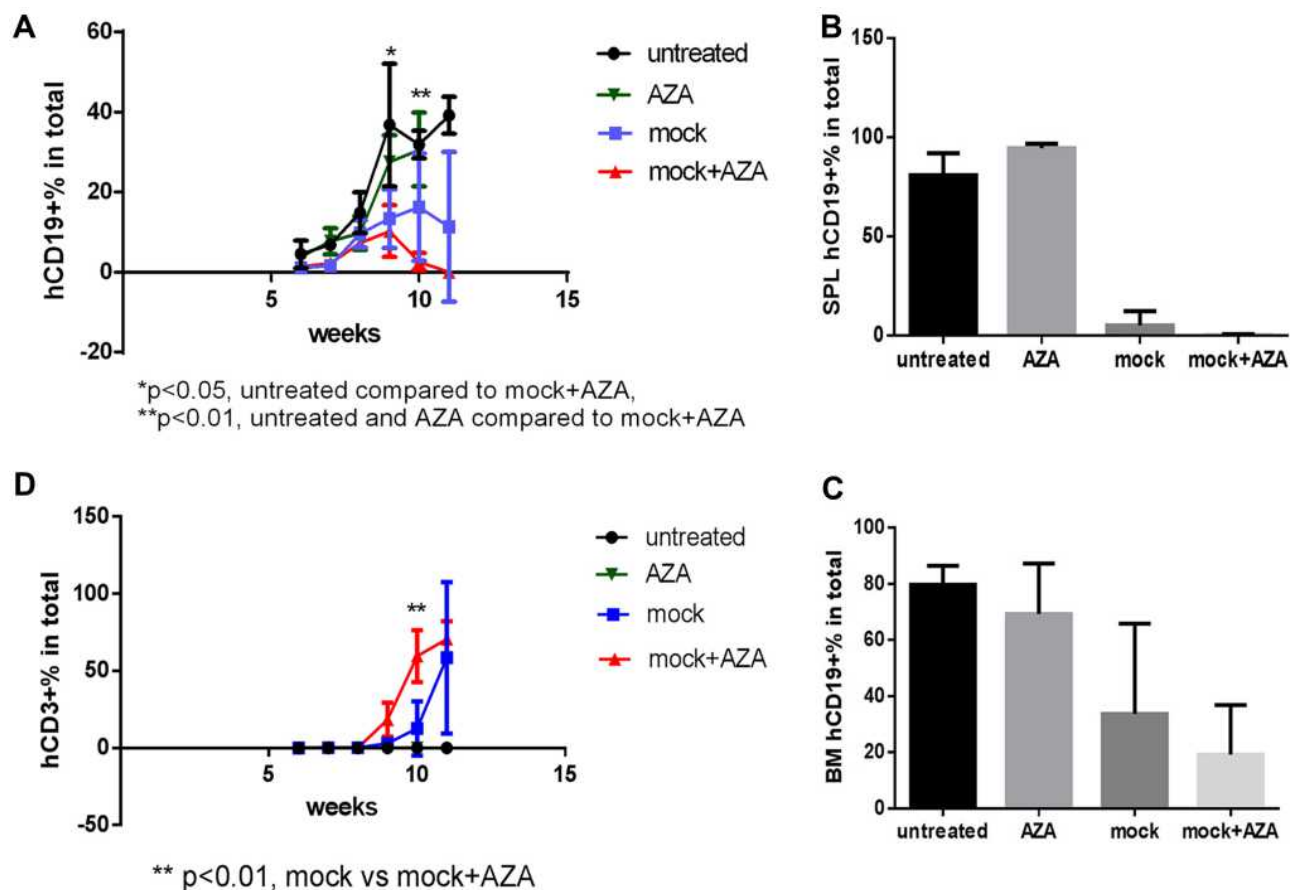 A
hCD19+% in total
60
40
20
0
-20
5
10
15
weeks
*
**
untreated
AZA
mock
mock+AZA
*p<0.05, untreated compared to mock+AZA,
**p<0.01, untreated and AZA compared to mock+AZA
B
SPL hCD19+% in total
150
100
50
0
untreated AZA mock mock+AZA
D
hCD3+% in total
150
100
50
0
-50
5
10
15
weeks
**
untreated
AZA
mock
mock+AZA
** p<0.01, mock vs mock+AZA
C
BM hCD19+% in total
100
80
60
40
20
0
untreated AZA mock mock+AZA